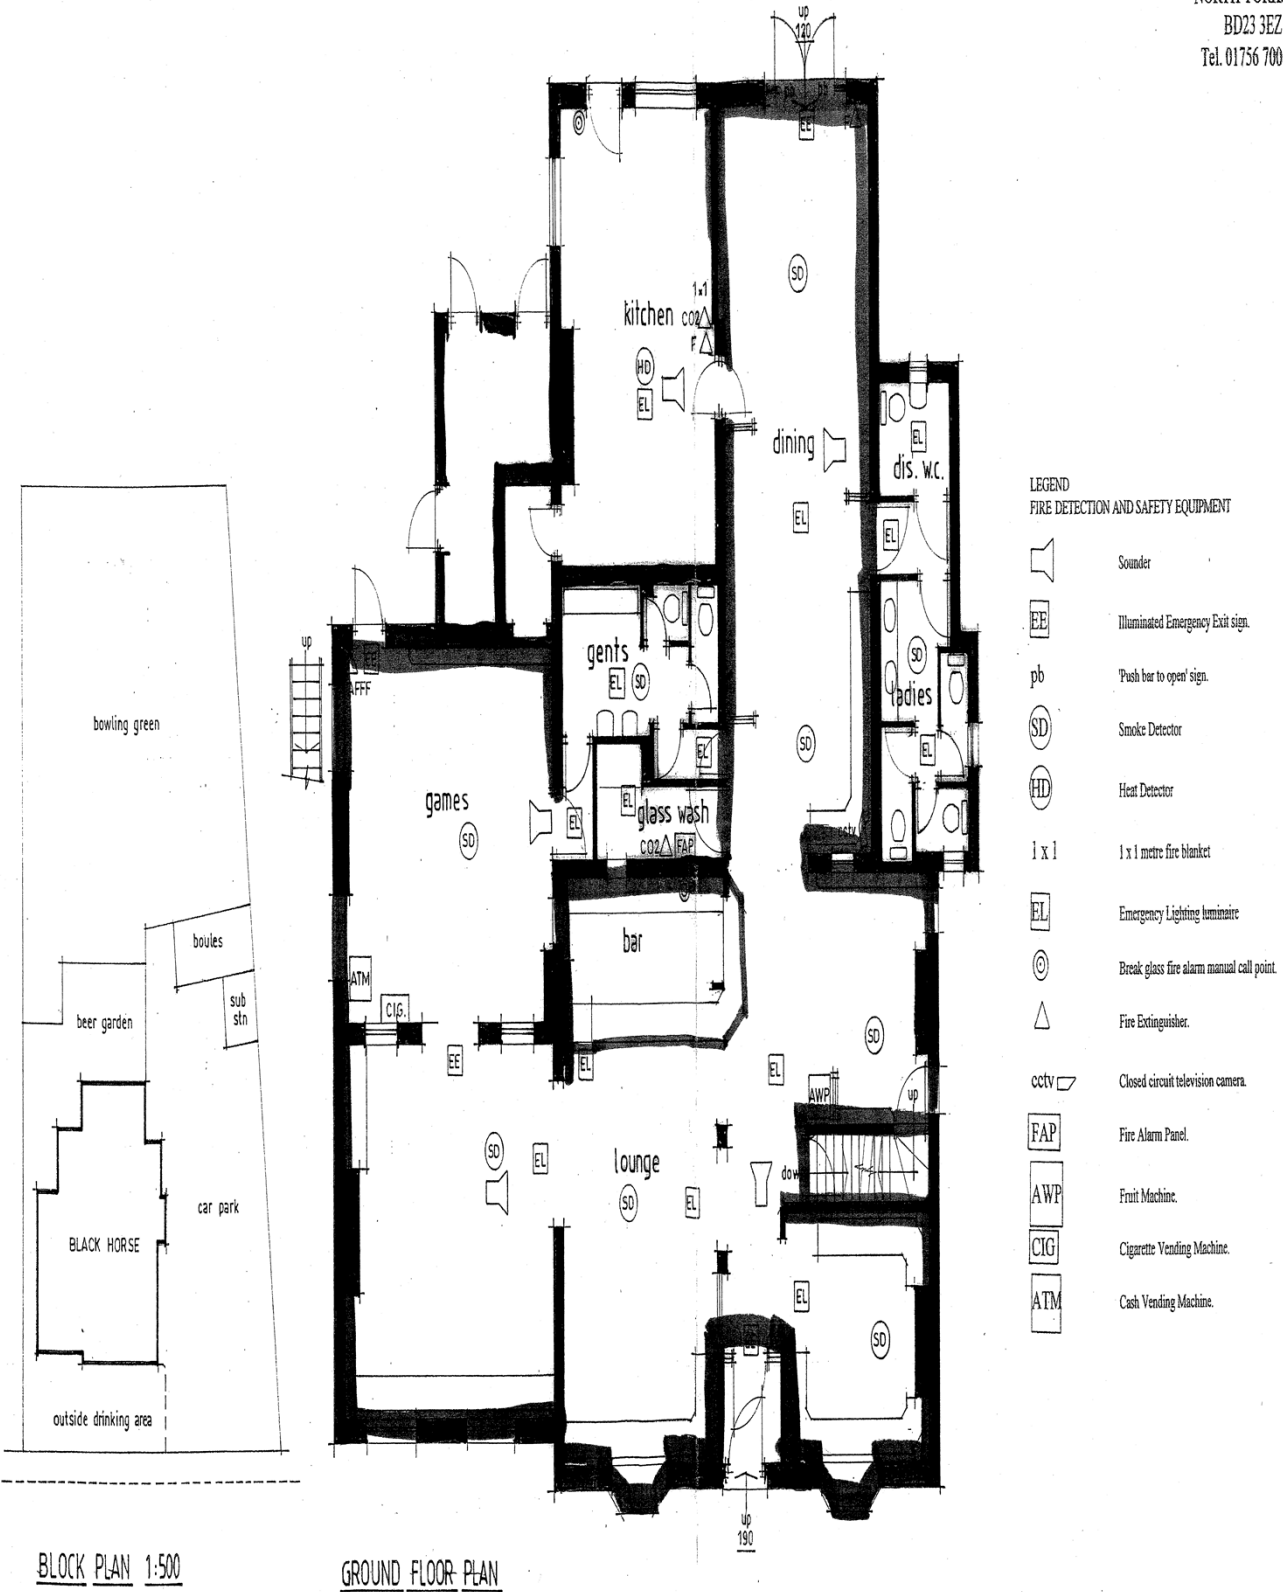 BD23 3EZ
Tel. 01756 700
up
120
pb
pb
EE
F
SD
1x1
kitchen
CO2
F
HD
EL
dining
EL
EL
dis. w.c.
EL
LEGEND
FIRE DETECTION AND SAFETY EQUIPMENT
Sounder
EE Illuminated Emergency Exit sign.
pb 'Push bar to open' sign.
SD Smoke Detector
HD Heat Detector
1 x 1 1 x 1 metre fire blanket
EL Emergency Lighting luminaire
Break glass fire alarm manual call point.
Fire Extinguisher.
cctv Closed circuit television camera.
FAP Fire Alarm Panel.
AWP Fruit Machine.
CIG Cigarette Vending Machine.
ATM Cash Vending Machine.
up
EE
AFFF
gents
EL
SD
SD
ladies
EL
EL
SD
games
SD
EL
EL
glass wash
CO2
FAP
cctv
bar
ATM
CIG.
EE
EL
EL
SD
AWP
up
SD
EL
lounge
SD
EL
dow
EL
SD
EE
up
190
bowling green
boules
sub
stn
beer garden
car park
BLACK HORSE
outside drinking area
BLOCK PLAN 1:500
GROUND FLOOR PLAN